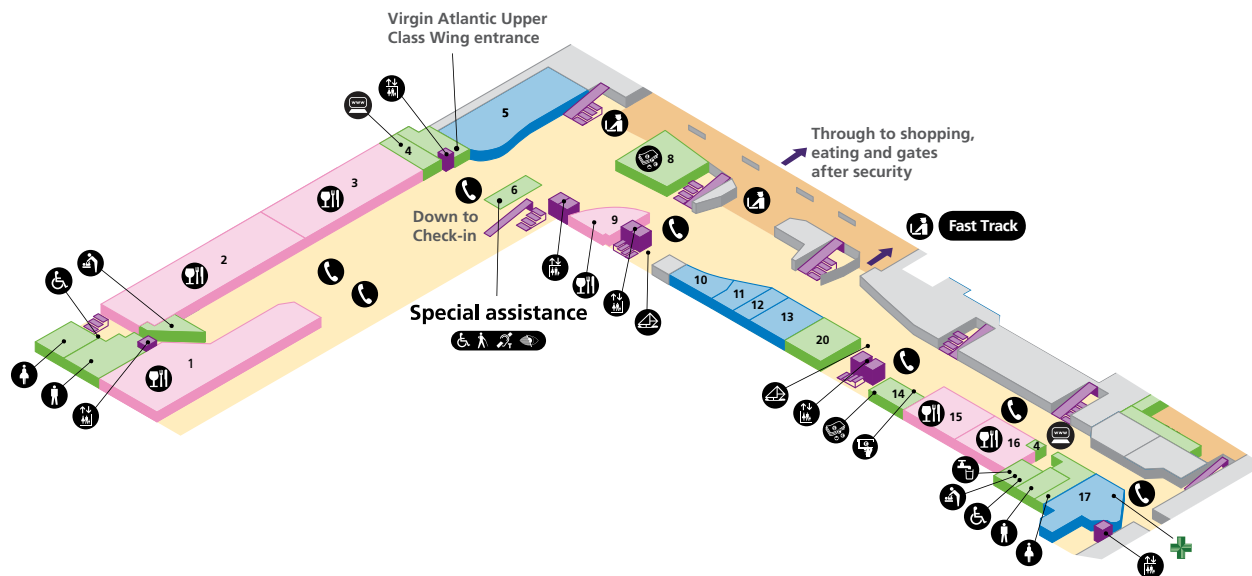 Virgin Atlantic Upper
Class Wing entrance
www
5
4
3
8
Through to shopping,
eating and gates
after security
6
Down to
Check-in
9
Fast Track
2
10
11
12
13
Special assistance
1
20
14
15
16
www
4
17